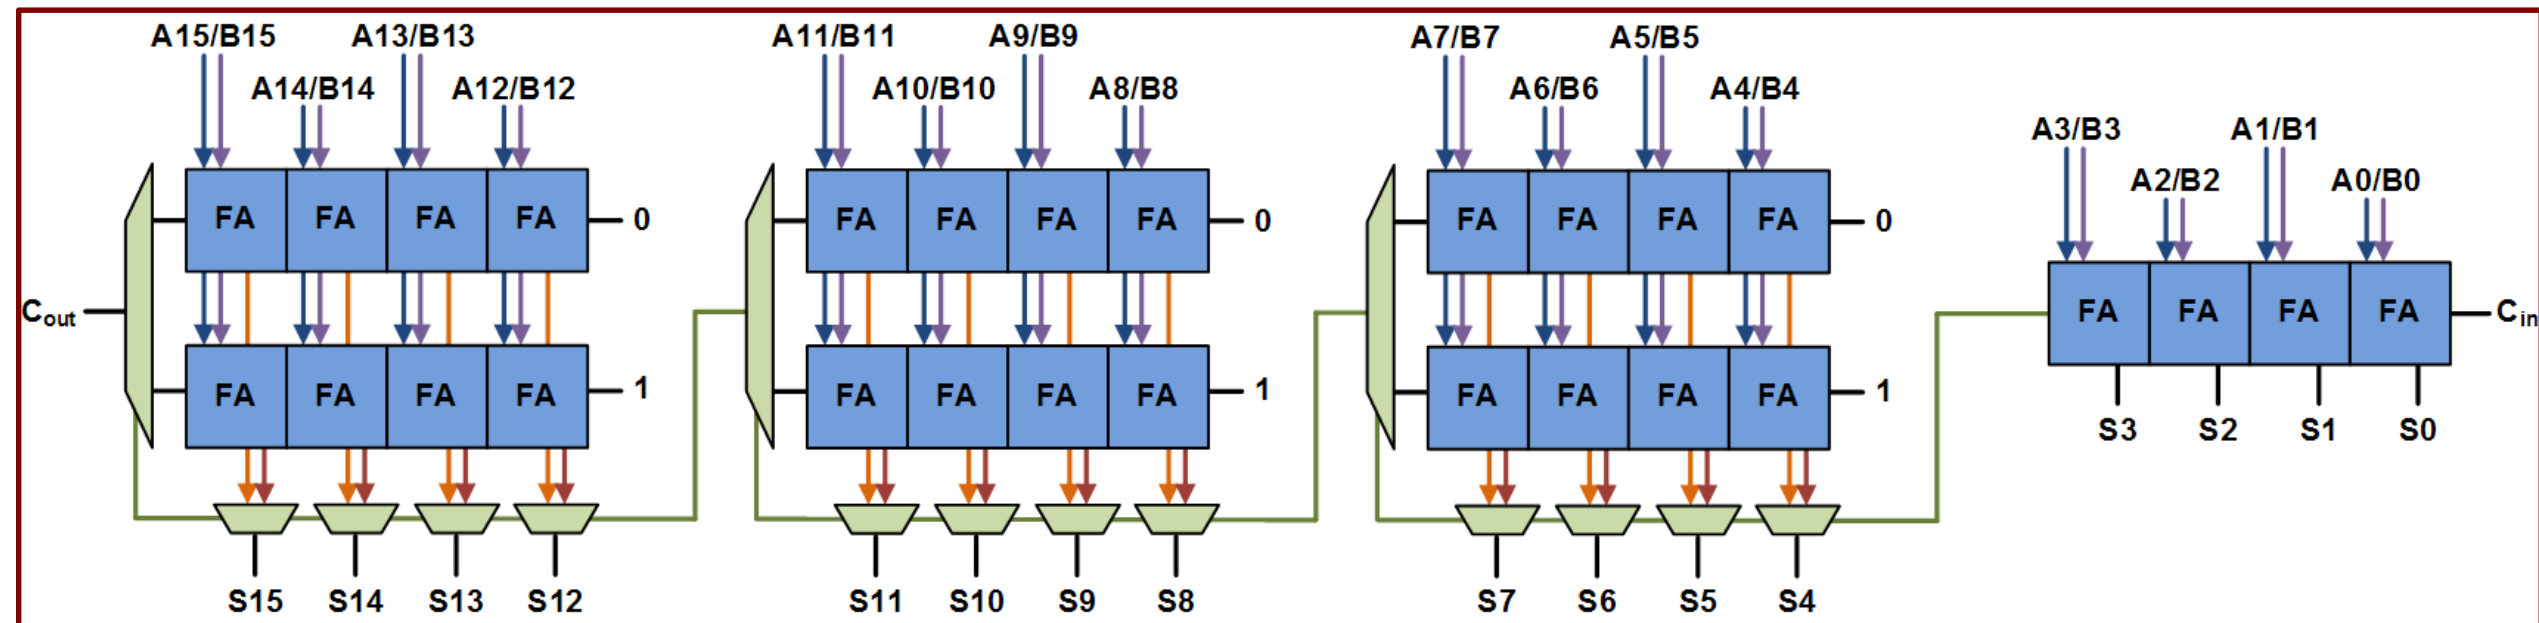 A15/B15 A13/B13 A11/B11 A9/B9 A7/B7 A5/B5
A14/B14 A12/B12 A10/B10 A8/B8 A6/B6 A4/B4
A3/B3 A1/B1
A2/B2 A0/B0
FA FA FA FA 0 FA FA FA FA 0 FA FA FA FA 0
Cout FA FA FA FA Cin
FA FA FA FA 1 FA FA FA FA 1 FA FA FA FA 1
S3 S2 S1 S0
S15 S14 S13 S12 S11 S10 S9 S8 S7 S6 S5 S4